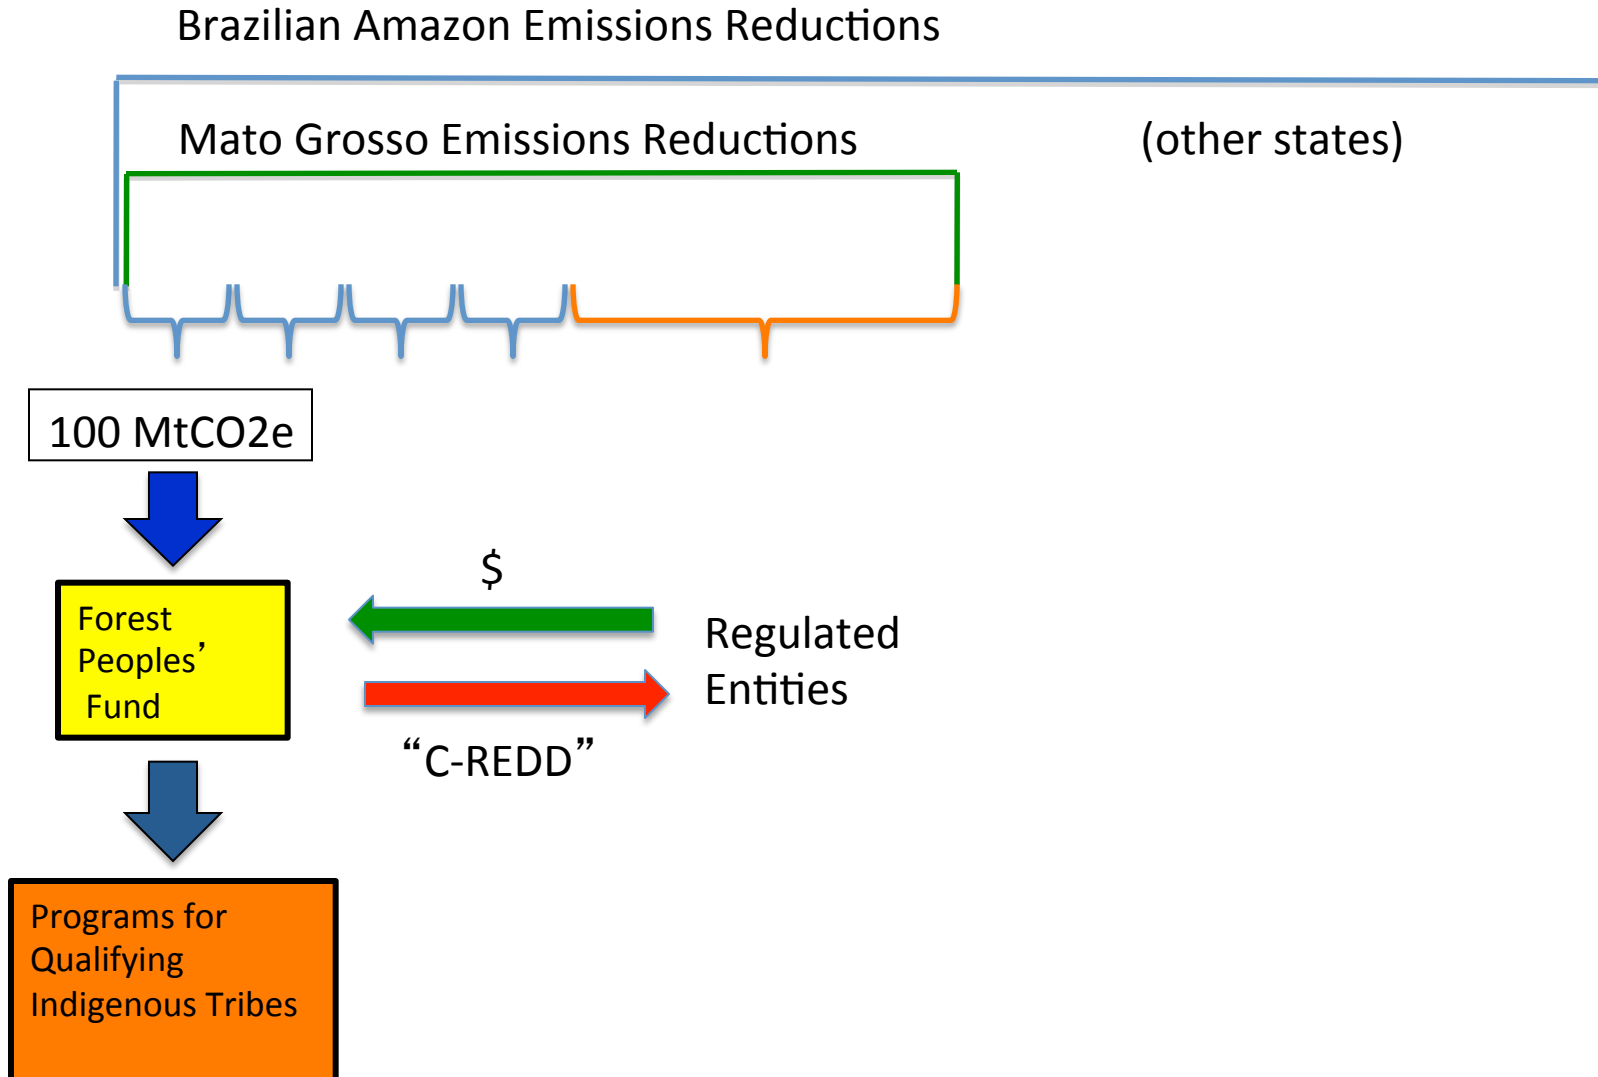 Brazilian Amazon Emissions Reductions
Mato Grosso Emissions Reductions
(other states)
100 MtCO2e
$
Forest
Peoples’
Fund
Regulated
Entities
“C-REDD”
Programs for
Qualifying
Indigenous Tribes